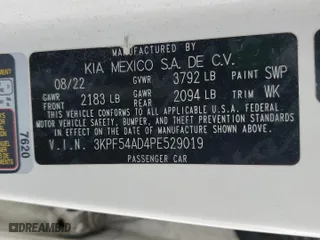 MANUFACTURED BY
KIA MEXICO S.A. DE C.V.
08/22 GVWR 3792 LB PAINT SWP
GAWR FRONT 2183 LB GAWR REAR 2094 LB TRIM WK
THIS VEHICLE CONFORMS TO ALL APPLICABLE U.S.A. FEDERAL
MOTOR VEHICLE SAFETY, BUMPER, AND THEFT PREVENTION
STANDARDS IN EFFECT ON THE DATE OF MANUFACTURE SHOWN ABOVE.
V.I.N. 3KPF54AD4PE529019
PASSENGER CAR
7620